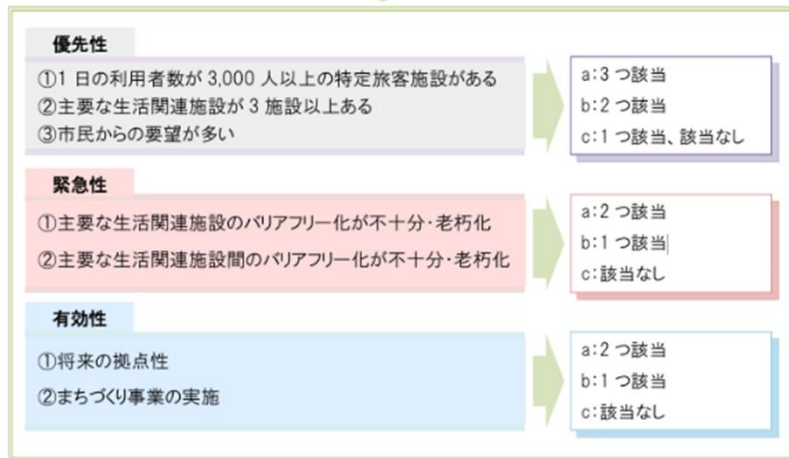 優先性
①1 日の利用者数が 3,000 人以上の特定旅客施設がある
②主要な生活関連施設が 3 施設以上ある
③市民からの要望が多い
a:3 つ該当
b:2 つ該当
c:1 つ該当、該当なし
緊急性
①主要な生活関連施設のバリアフリー化が不十分・老朽化
②主要な生活関連施設間のバリアフリー化が不十分・老朽化
a:2 つ該当
b:1 つ該当
c:該当なし
有効性
①将来の拠点性
②まちづくり事業の実施
a:2 つ該当
b:1 つ該当
c:該当なし